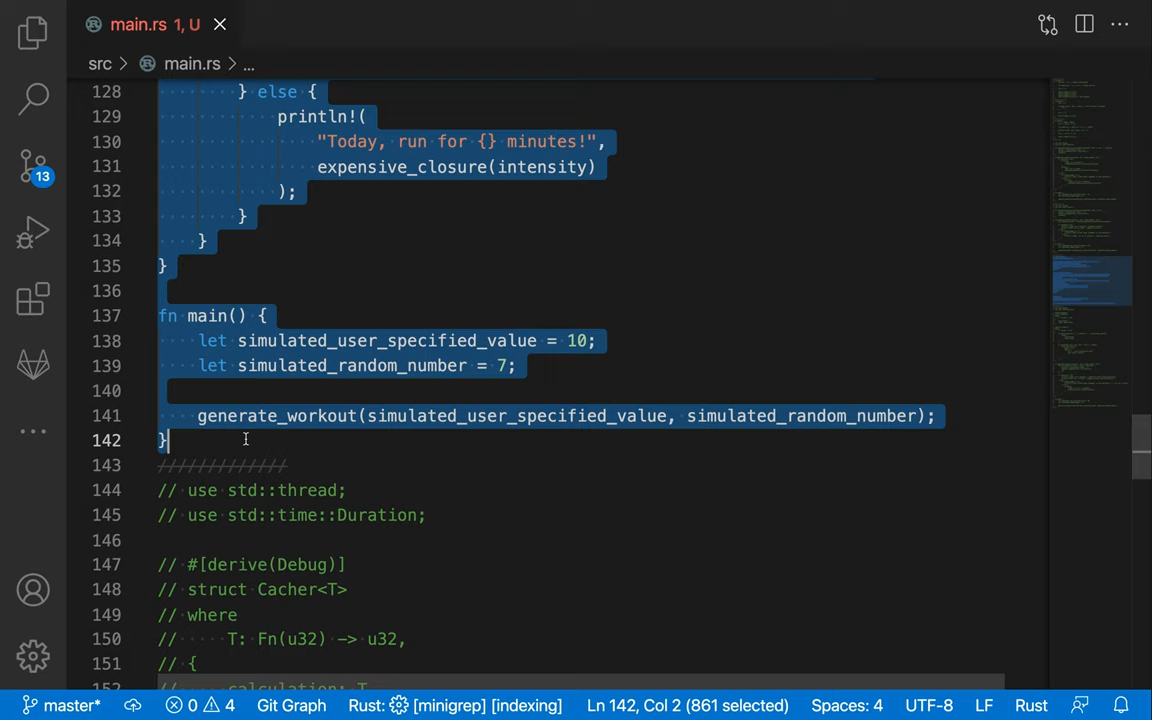 main.rs 1, U
src > main.rs > ...
128 } else {
129 println!(
130 "Today, run for {} minutes!",
131 expensive_closure(intensity)
132 );
133 }
134 }
135 }
136
137 fn main() {
138 let simulated_user_specified_value = 10;
139 let simulated_random_number = 7;
140
141 generate_workout(simulated_user_specified_value, simulated_random_number);
142 }
143 /////////////
144 // use std::thread;
145 // use std::time::Duration;
146
147 // #[derive(Debug)]
148 // struct Cacher<T>
149 // where
150 // T: Fn(u32) -> u32,
151 // {
152 // calculation: T
13
master* 0 4 Git Graph Rust: [minigrep] [indexing] Ln 142, Col 2 (861 selected) Spaces: 4 UTF-8 LF Rust